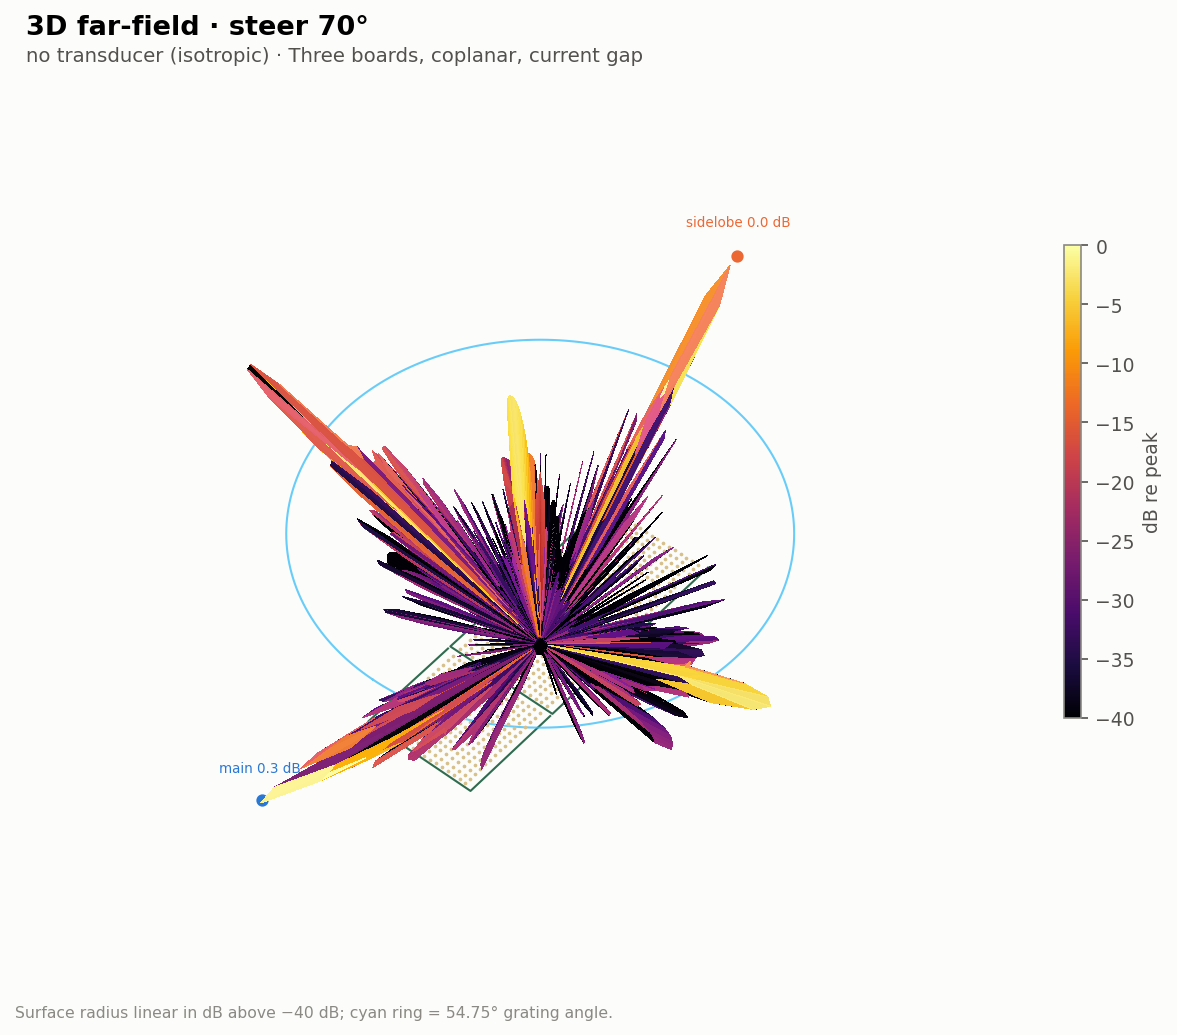 3D far-field · steer 70°
no transducer (isotropic) · Three boards, coplanar, current gap
sidelobe 0.0 dB
main 0.3 dB
0
−5
−10
−15
−20
−25
−30
−35
−40
dB re peak
Surface radius linear in dB above −40 dB; cyan ring = 54.75° grating angle.